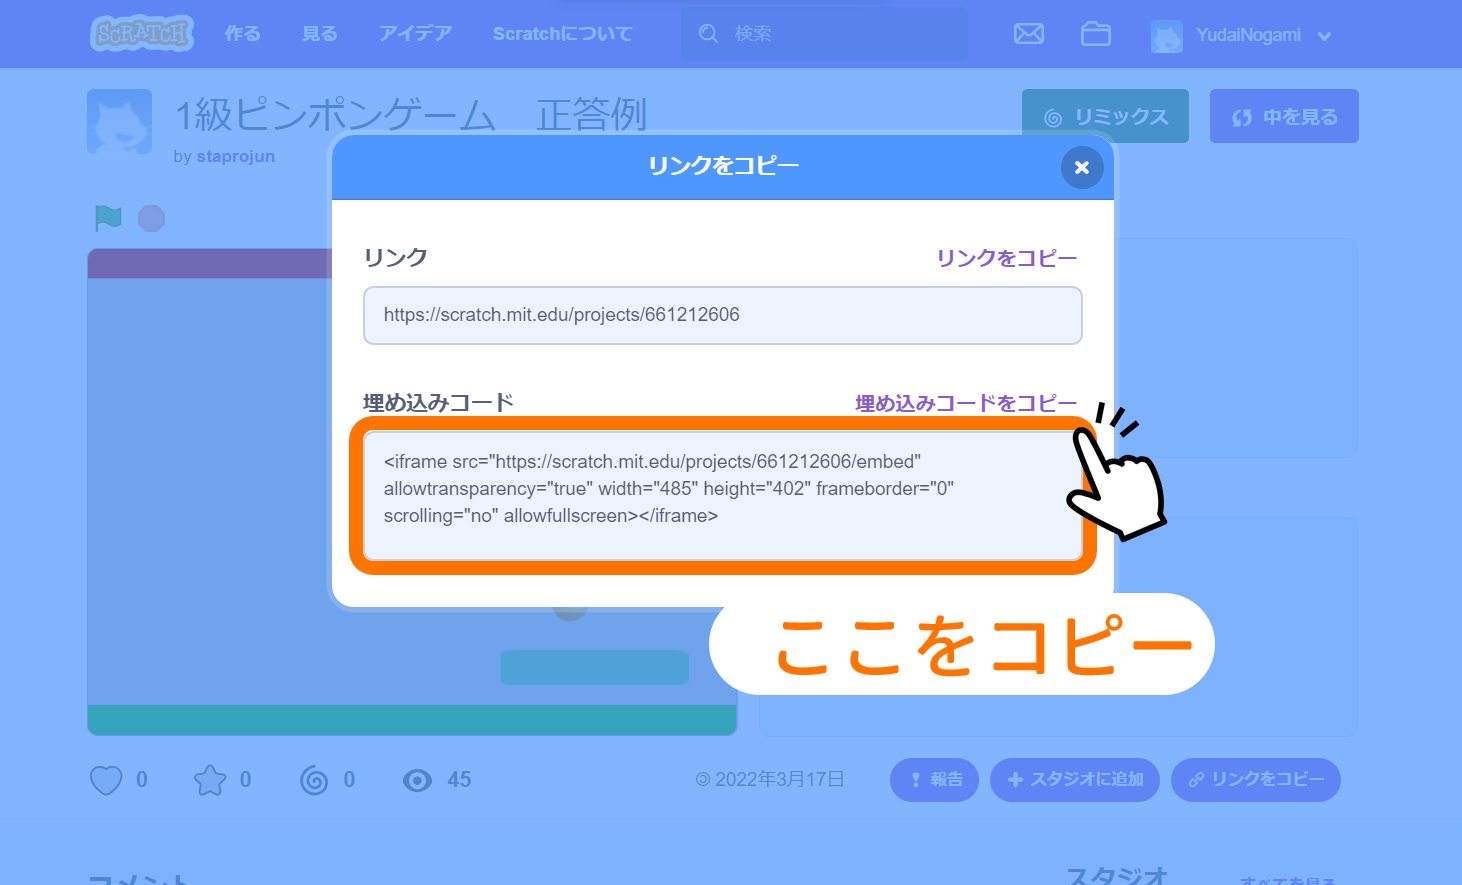 SCRATCH 作る 見る アイデア Scratchについて 検索 YudaiNogami
1級ピンポンゲーム　正答例
by staprojun
リミックス 中を見る
リンクをコピー
リンク リンクをコピー
https://scratch.mit.edu/projects/661212606
埋め込みコード 埋め込みコードをコピー
<iframe src="https://scratch.mit.edu/projects/661212606/embed"
allowtransparency="true" width="485" height="402" frameborder="0"
scrolling="no" allowfullscreen></iframe>
ここをコピー
0 0 0 45 2022年3月17日 報告 スタジオに追加 リンクをコピー
コメント スタジオ すべてを見る